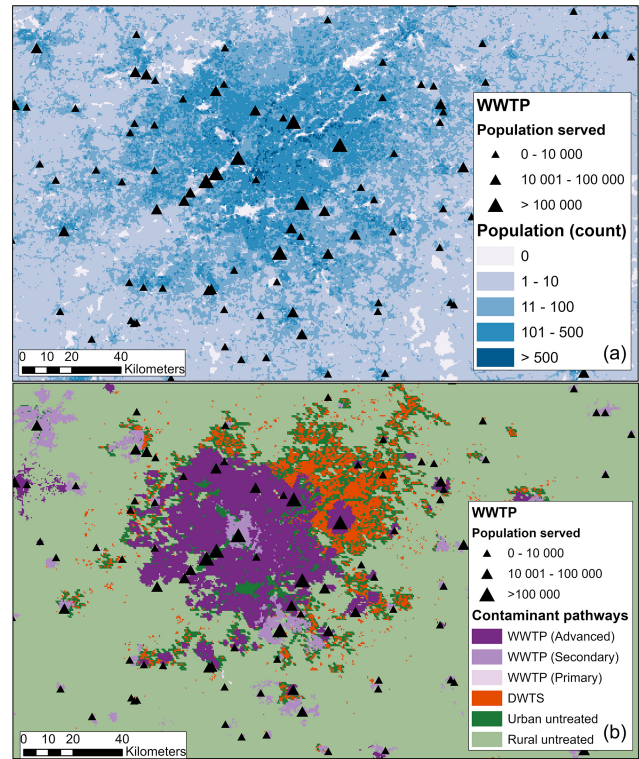 WWTP
Population served
0 - 10 000
10 001 - 100 000
> 100 000
Population (count)
0
1 - 10
11 - 100
101 - 500
> 500
(a)
0 10 20 40
Kilometers
WWTP
Population served
0 - 10 000
10 001 - 100 000
>100 000
Contaminant pathways
WWTP (Advanced)
WWTP (Secondary)
WWTP (Primary)
DWTS
Urban untreated
Rural untreated
(b)
0 10 20 40
Kilometers